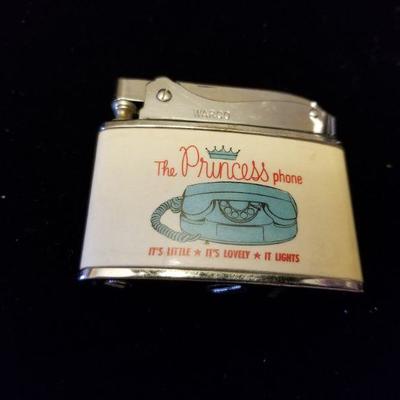 WARCO
The Princess phone
IT'S LITTLE ★ IT'S LOVELY ★ IT LIGHTS